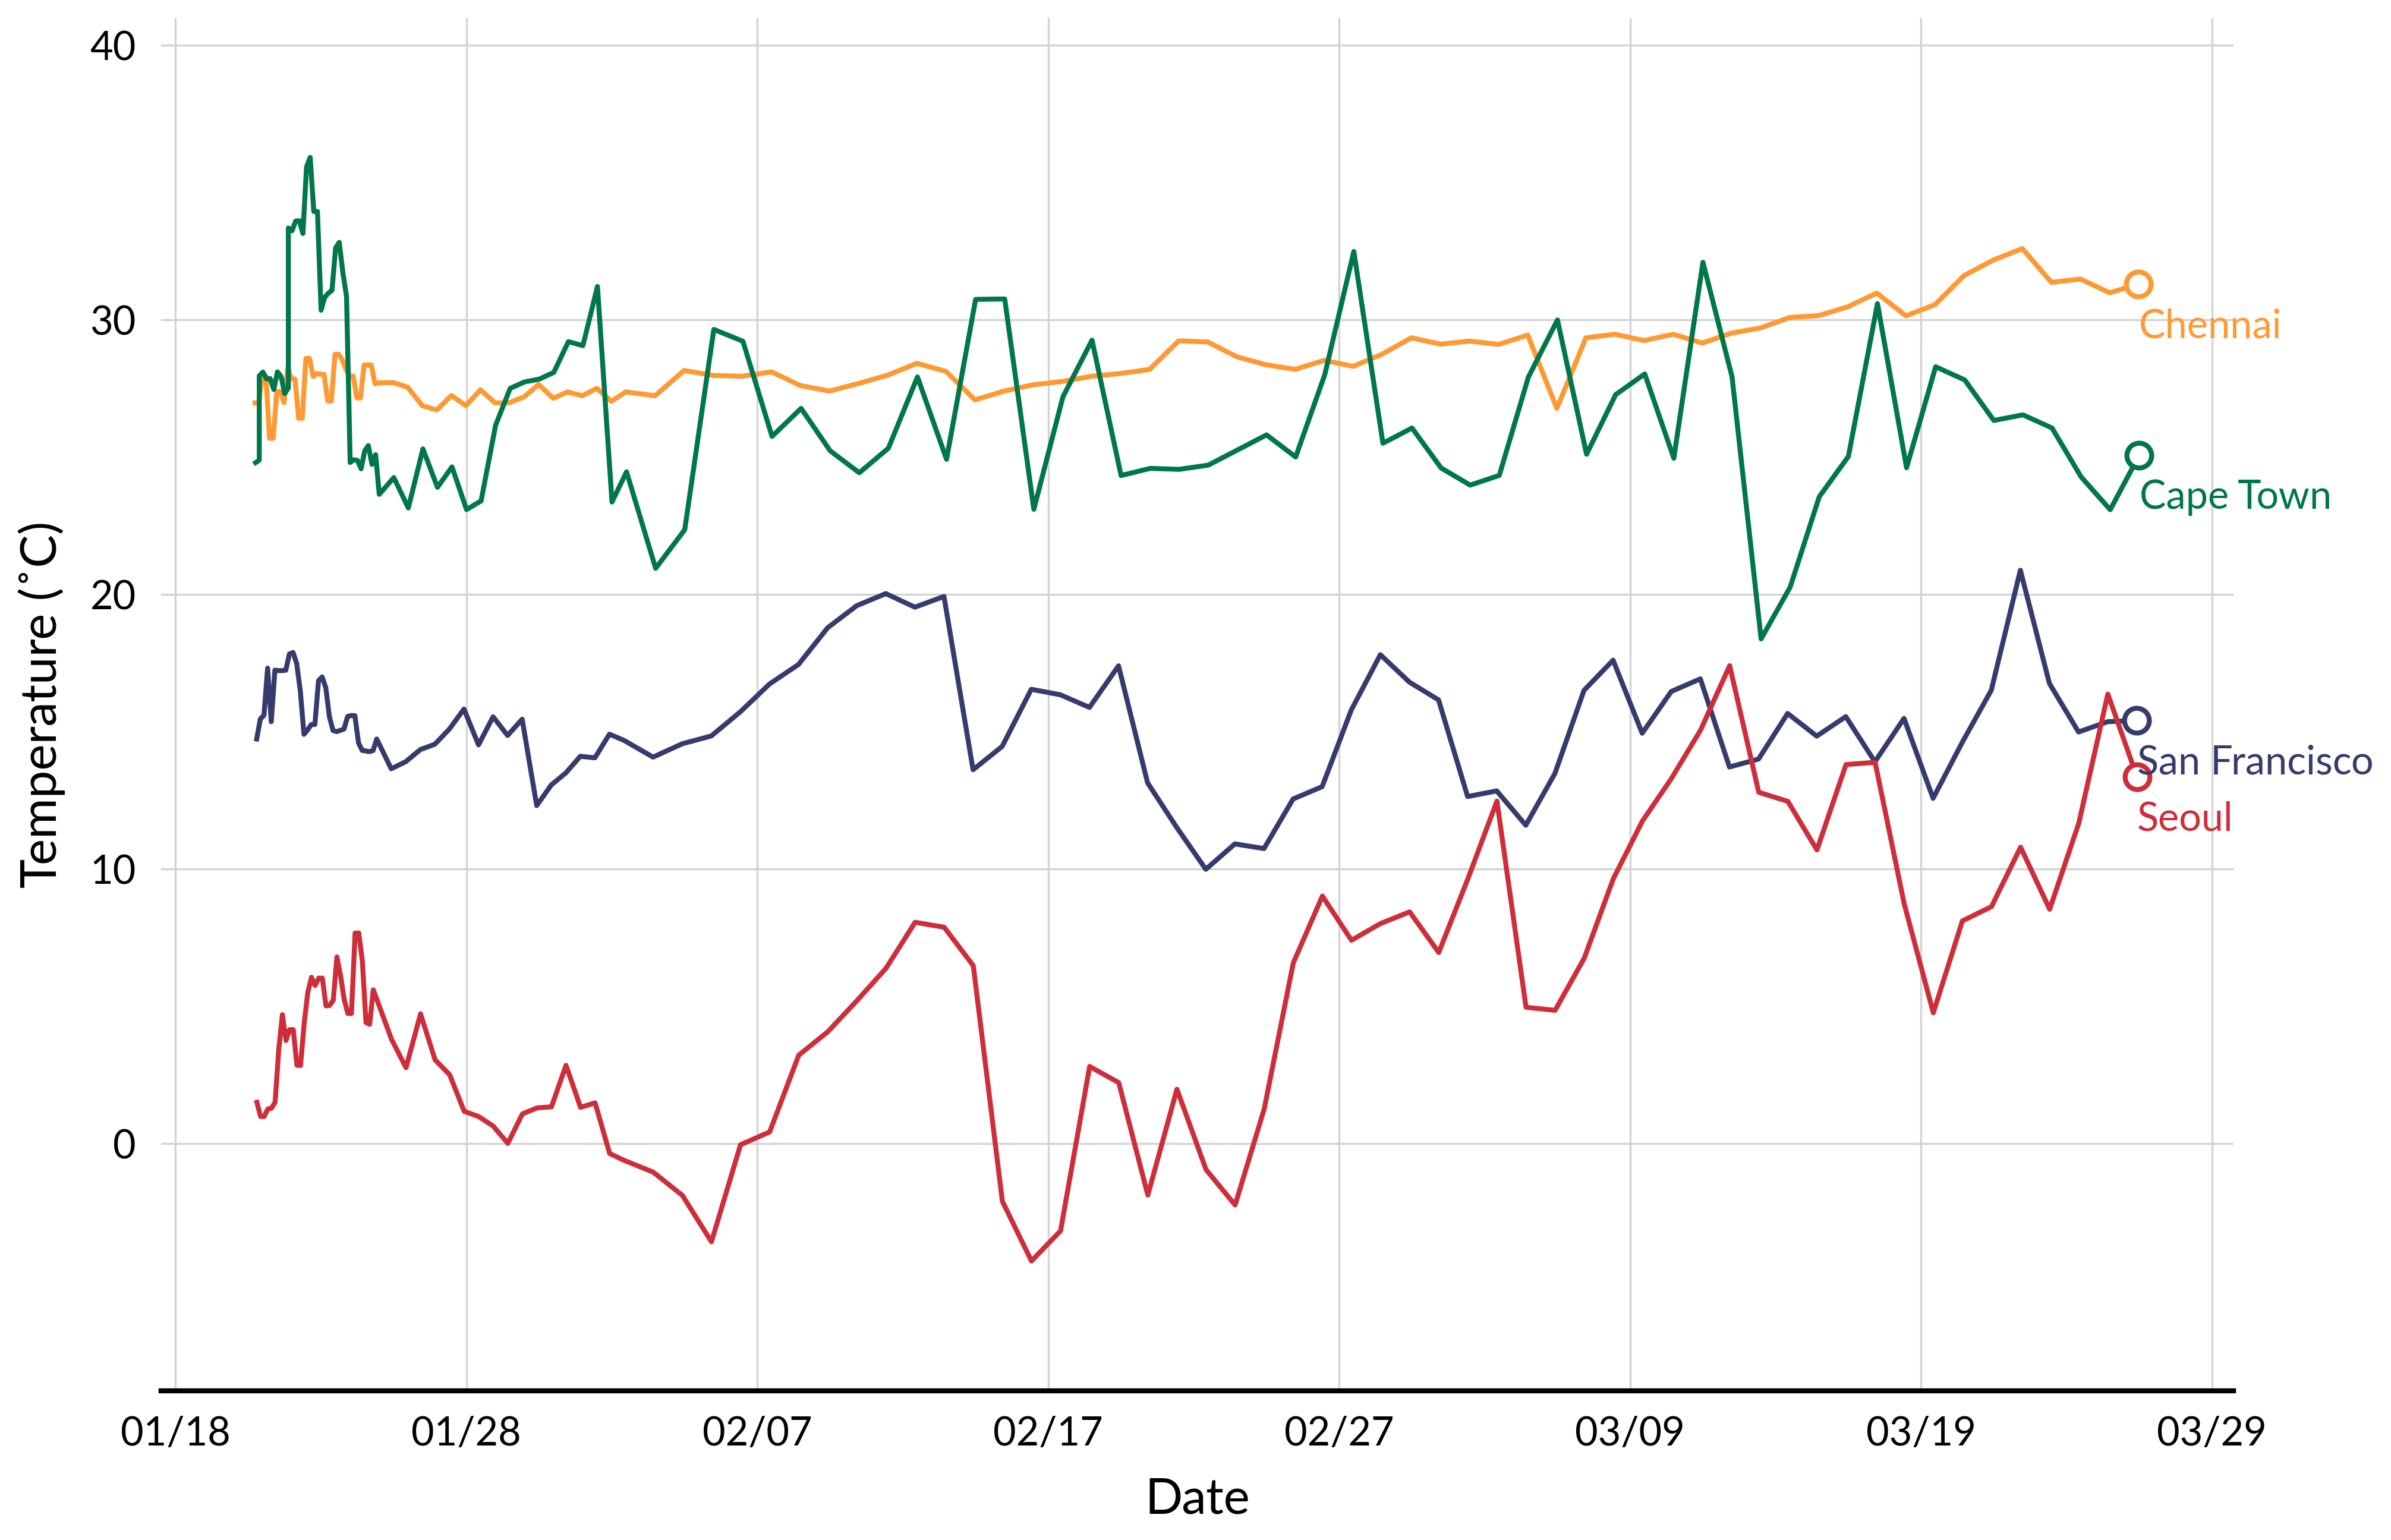 40
30
20
10
0
Temperature (°C)
Chennai
Cape Town
San Francisco
Seoul
01/18 01/28 02/07 02/17 02/27 03/09 03/19 03/29
Date